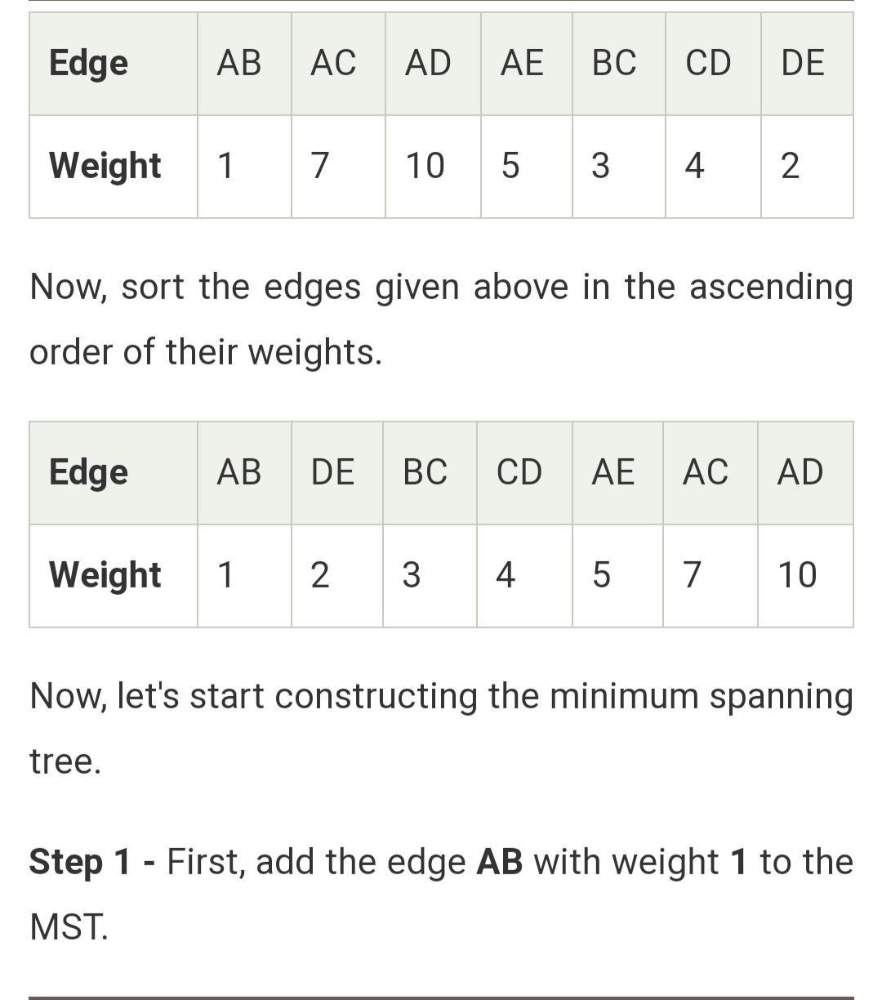 Edge AB AC AD AE BC CD DE
Weight 1 7 10 5 3 4 2
Now, sort the edges given above in the ascending
order of their weights.
Edge AB DE BC CD AE AC AD
Weight 1 2 3 4 5 7 10
Now, let's start constructing the minimum spanning
tree.
Step 1 - First, add the edge AB with weight 1 to the
MST.